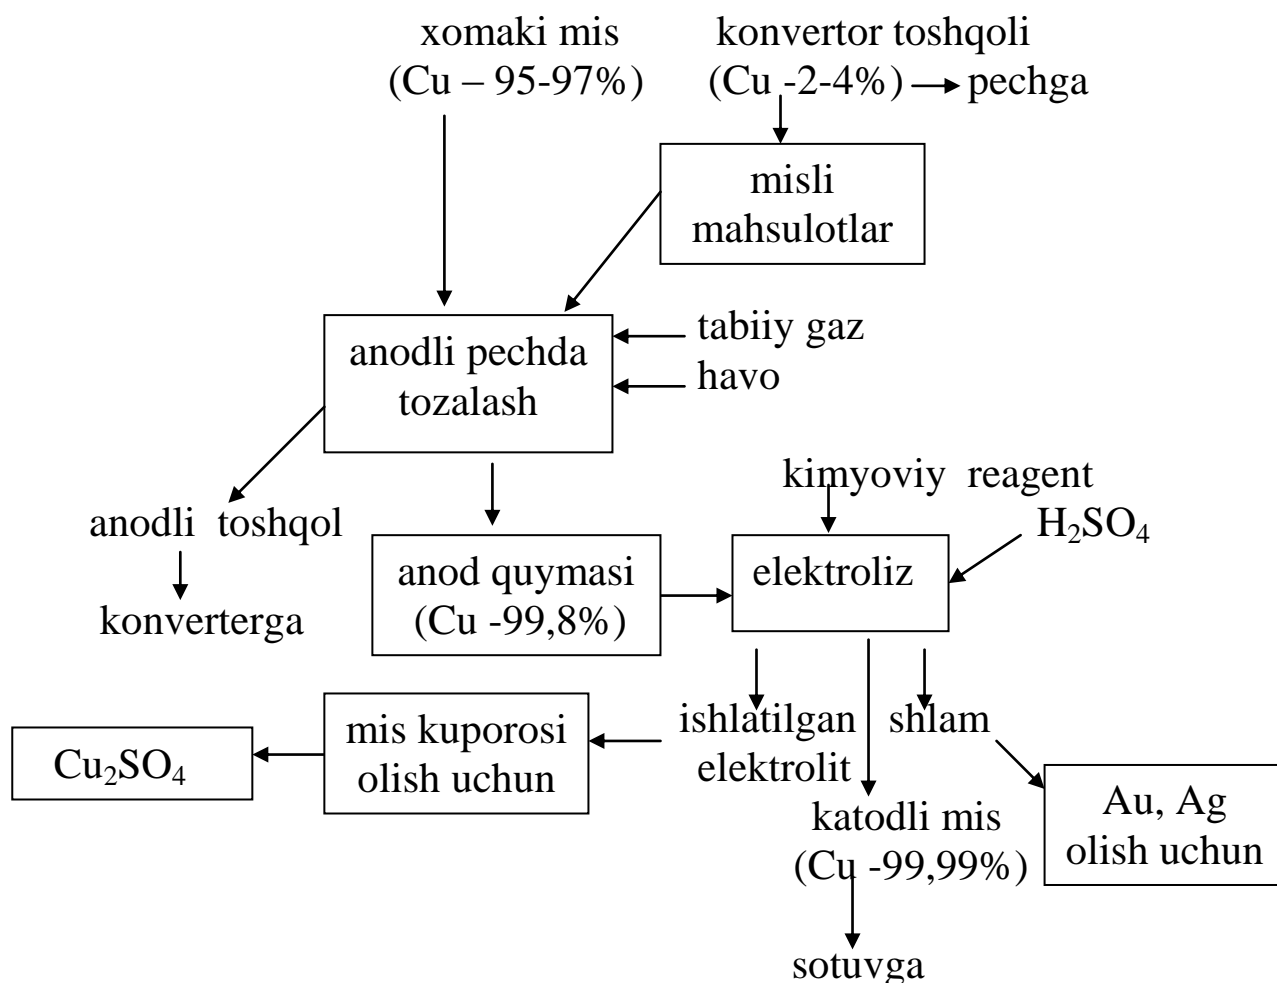 xomaki mis
(Cu – 95-97%)
konvertor toshqoli
(Cu -2-4%)
pechga
misli
mahsulotlar
tabiiy gaz
havo
anodli pechda
tozalash
kimyoviy reagent
H₂SO₄
anodli toshqol
konverterga
anod quymasi
(Cu -99,8%)
elektroliz
ishlatilgan
elektrolit
shlam
mis kuporosi
olish uchun
Cu₂SO₄
katodli mis
(Cu -99,99%)
Au, Ag
olish uchun
sotuvga